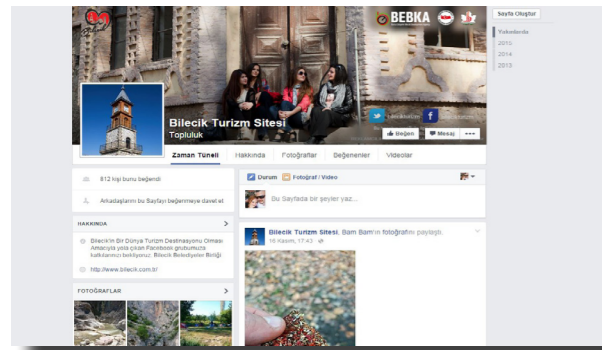 BEBKA
Bilecik Turizm Sitesi
Topluluk
Beğen
Mesaj
Sayfa Oluştur
Yakınlarda
2015
2014
2013
Zaman Tüneli
Hakkında
Fotoğraflar
Beğenenler
Videolar
812 kişi bunu beğendi
Arkadaşlarını bu Sayfayı beğenmeye davet et
HAKKINDA
Bilecik'in Bir Dünya Turizm Destinasyonu Olması
Amacıyla yola çıkan Facebook grubumuza
katkılarınızı bekliyoruz. Bilecik Belediyeler Birliği
http://www.bilecik.com.tr/
FOTOĞRAFLAR
Durum
Fotoğraf / Video
Bu Sayfada bir şeyler yaz...
Bilecik Turizm Sitesi, Bam Bam'ın fotoğrafını paylaştı.
16 Kasım, 17:43